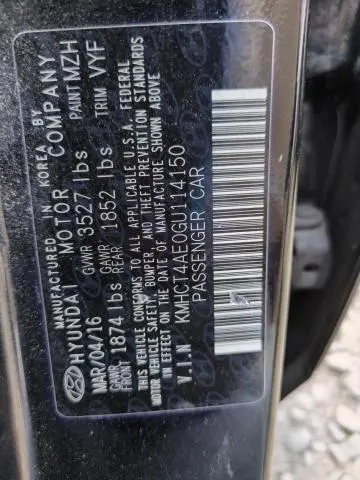 MANUFACTURED IN KOREA BY
HYUNDAI MOTOR COMPANY
MAR/04/16 GVWR 3527 lbs PAINT MZH
GAWR FRONT 1874 lbs GAWR REAR 1852 lbs TRIM VYF
THIS VEHICLE CONFORMS TO ALL APPLICABLE U.S.A. FEDERAL
MOTOR VEHICLE SAFETY, BUMPER, AND THEFT PREVENTION STANDARDS
IN EFFECT ON THE DATE OF MANUFACTURE SHOWN ABOVE
V.I.N KMHCT4AE0GU114150
PASSENGER CAR